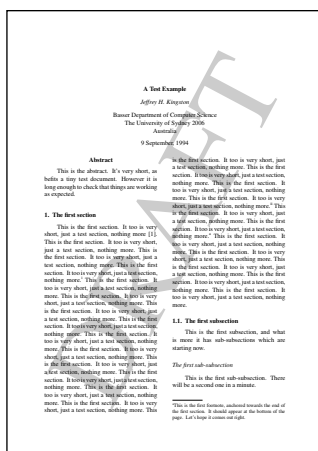 A Test Example
Jeffrey H. Kingston
Basser Department of Computer Science
The University of Sydney 2006
Australia
9 September, 1994
Abstract
This is the abstract. It's very short, as
befits a tiny test document. However it is
long enough to check that things are working
as expected.
1. The first section
This is the first section. It too is very
short, just a test section, nothing more [1].
This is the first section. It too is very short,
just a test section, nothing more. This is
the first section. It too is very short, just a
test section, nothing more. This is the first
section. It too is very short, just a test section,
nothing more. This is the first section. It
too is very short, just a test section, nothing
more. This is the first section. It too is very
short, just a test section, nothing more. This
is the first section. It too is very short, just
a test section, nothing more. This is the first
section. It too is very short, just a test section,
nothing more. This is the first section. It
too is very short, just a test section, nothing
more. This is the first section. It too is very
short, just a test section, nothing more. This
is the first section. It too is very short, just
a test section, nothing more. This is the first
section. It too is very short, just a test section,
nothing more. This is the first section. It
too is very short, just a test section, nothing
more. This is the first section. It too is very
short, just a test section, nothing more. This
is the first section. It too is very short, just
a test section, nothing more. This is the first
section. It too is very short, just a test section,
nothing more. This is the first section. It
too is very short, just a test section, nothing
more. This is the first section. It too is very
short, just a test section, nothing more. This
is the first section. It too is very short, just
a test section, nothing more. This is the first
section. It too is very short, just a test section,
nothing more.
1.1. The first subsection
This is the first subsection, and what
is more it has sub-subsections which are
starting now.
The first sub-subsection
This is the first sub-subsection. There
will be a second one in a minute.
This is the first footnote, anchored towards the end of
the first section. It should appear at the bottom of the
page. Let's hope it comes out right.
DRAFT